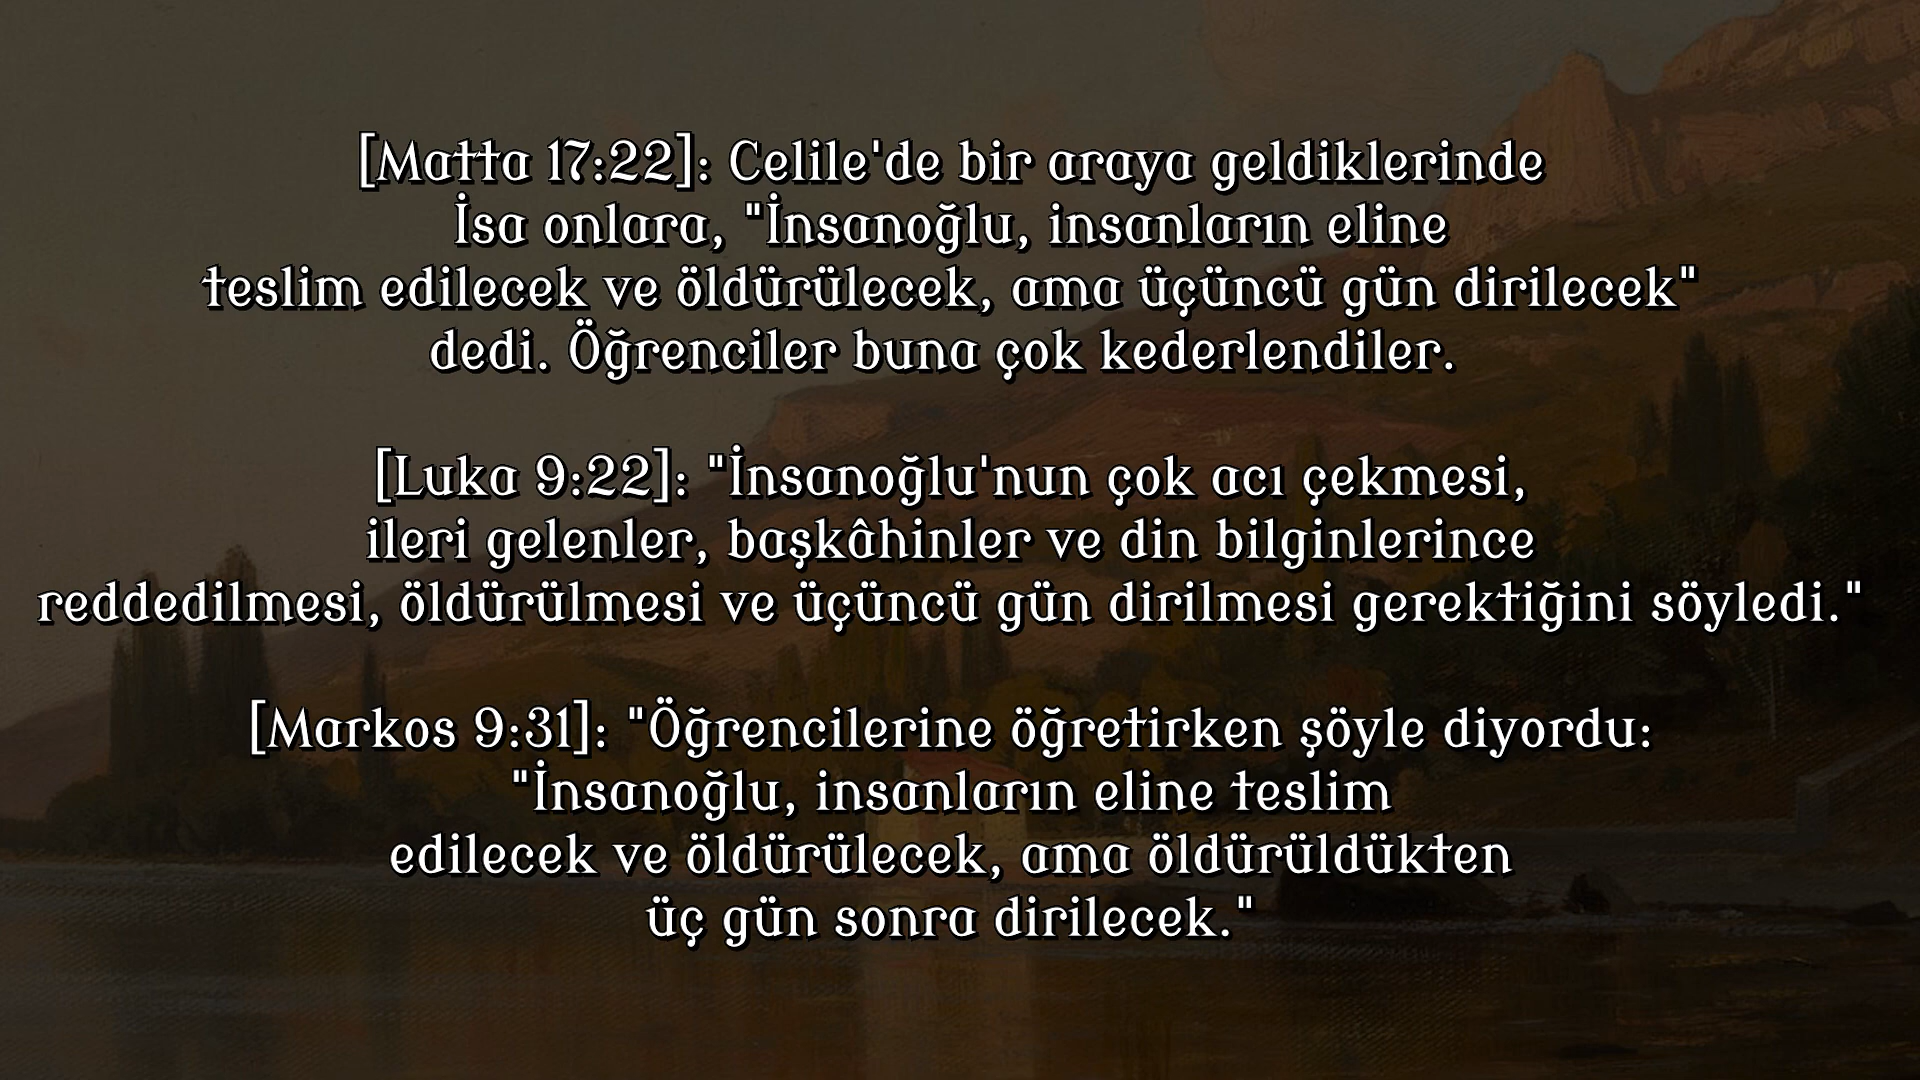 [Matta 17:22]: Celile'de bir araya geldiklerinde
İsa onlara, "İnsanoğlu, insanların eline
teslim edilecek ve öldürülecek, ama üçüncü gün dirilecek"
dedi. Öğrenciler buna çok kederlendiler.
[Luka 9:22]: "İnsanoğlu'nun çok acı çekmesi,
ileri gelenler, başkâhinler ve din bilginlerince
reddedilmesi, öldürülmesi ve üçüncü gün dirilmesi gerektiğini söyledi."
[Markos 9:31]: "Öğrencilerine öğretirken şöyle diyordu:
"İnsanoğlu, insanların eline teslim
edilecek ve öldürülecek, ama öldürüldükten
üç gün sonra dirilecek."